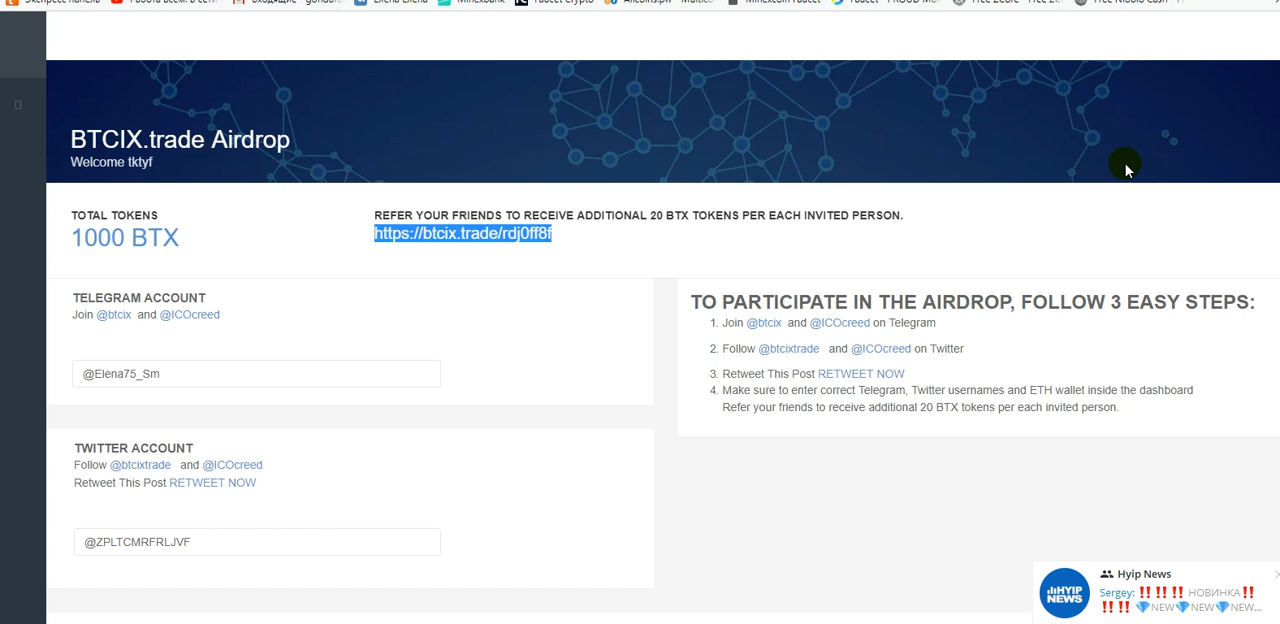 BTCIX.trade Airdrop
Welcome tktyf
TOTAL TOKENS
1000 BTX
REFER YOUR FRIENDS TO RECEIVE ADDITIONAL 20 BTX TOKENS PER EACH INVITED PERSON.
https://btcix.trade/rdj0ff8f
TELEGRAM ACCOUNT
Join @btcix and @ICOcreed
@Elena75_Sm
TWITTER ACCOUNT
Follow @btcixtrade and @ICOcreed
Retweet This Post RETWEET NOW
@ZPLTCMRFRLJVF
TO PARTICIPATE IN THE AIRDROP, FOLLOW 3 EASY STEPS:
1. Join @btcix and @ICOcreed on Telegram
2. Follow @btcixtrade and @ICOcreed on Twitter
3. Retweet This Post RETWEET NOW
4. Make sure to enter correct Telegram, Twitter usernames and ETH wallet inside the dashboard
Refer your friends to receive additional 20 BTX tokens per each invited person.
HYIP
NEWS
Hyip News
Sergey: ‼️‼️‼️ НОВИНКА‼️
‼️‼️ 💎NEW💎NEW💎NEW...